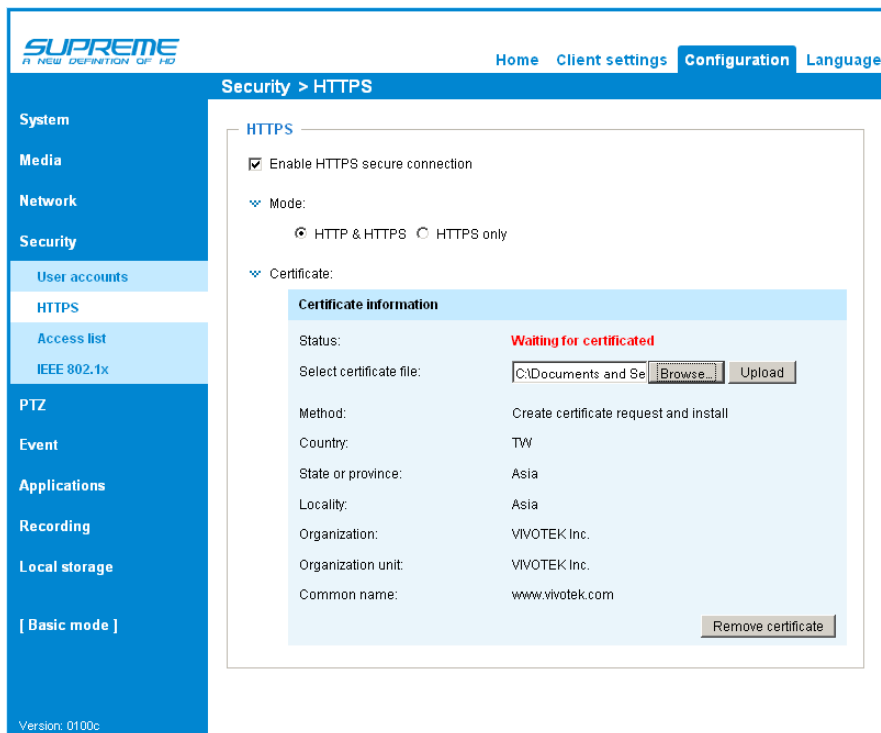 SUPREME
A NEW DEFINITION OF HD
Home Client settings Configuration Language
Security > HTTPS
System
Media
Network
Security
User accounts
HTTPS
Access list
IEEE 802.1x
PTZ
Event
Applications
Recording
Local storage
[ Basic mode ]
Version: 0100c
HTTPS
Enable HTTPS secure connection
Mode:
HTTP & HTTPS HTTPS only
Certificate:
Certificate information
Status: Waiting for certificated
Select certificate file: C:\Documents and Se Browse... Upload
Method: Create certificate request and install
Country: TW
State or province: Asia
Locality: Asia
Organization: VIVOTEK Inc.
Organization unit: VIVOTEK Inc.
Common name: www.vivotek.com
Remove certificate